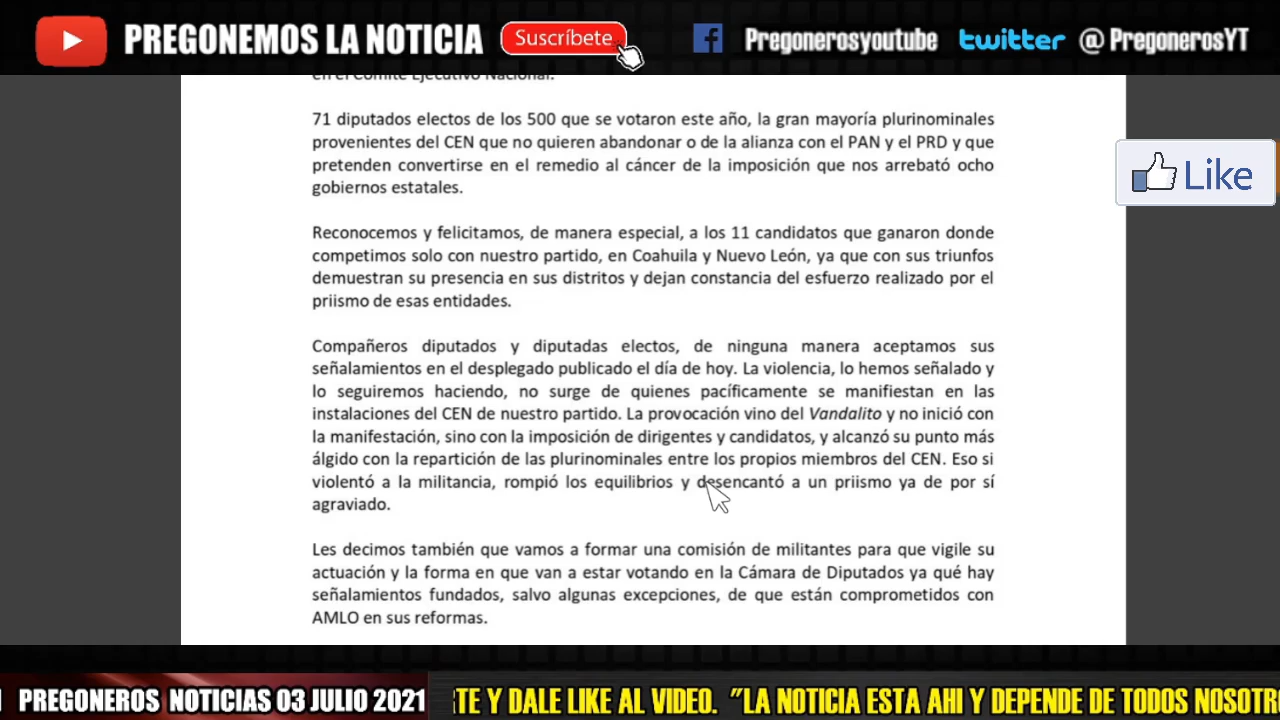 PREGONEMOS LA NOTICIA Suscríbete Pregonerosyoutube twitter @ PregonerosYT
en el Comité Ejecutivo Nacional.
71 diputados electos de los 500 que se votaron este año, la gran mayoría plurinominales
provenientes del CEN que no quieren abandonar o de la alianza con el PAN y el PRD y que
pretenden convertirse en el remedio al cáncer de la imposición que nos arrebató ocho
gobiernos estatales.
Like
Reconocemos y felicitamos, de manera especial, a los 11 candidatos que ganaron donde
competimos solo con nuestro partido, en Coahuila y Nuevo León, ya que con sus triunfos
demuestran su presencia en sus distritos y dejan constancia del esfuerzo realizado por el
priismo de esas entidades.
Compañeros diputados y diputadas electos, de ninguna manera aceptamos sus
señalamientos en el desplegado publicado el día de hoy. La violencia, lo hemos señalado y
lo seguiremos haciendo, no surge de quienes pacíficamente se manifiestan en las
instalaciones del CEN de nuestro partido. La provocación vino del Vandalito y no inició con
la manifestación, sino con la imposición de dirigentes y candidatos, y alcanzó su punto más
álgido con la repartición de las plurinominales entre los propios miembros del CEN. Eso si
violentó a la militancia, rompió los equilibrios y desencantó a un priismo ya de por sí
agraviado.
Les decimos también que vamos a formar una comisión de militantes para que vigile su
actuación y la forma en que van a estar votando en la Cámara de Diputados ya qué hay
señalamientos fundados, salvo algunas excepciones, de que están comprometidos con
AMLO en sus reformas.
PREGONEROS NOTICIAS 03 JULIO 2021 TE Y DALE LIKE AL VIDEO. "LA NOTICIA ESTA AHI Y DEPENDE DE TODOS NOSOTR